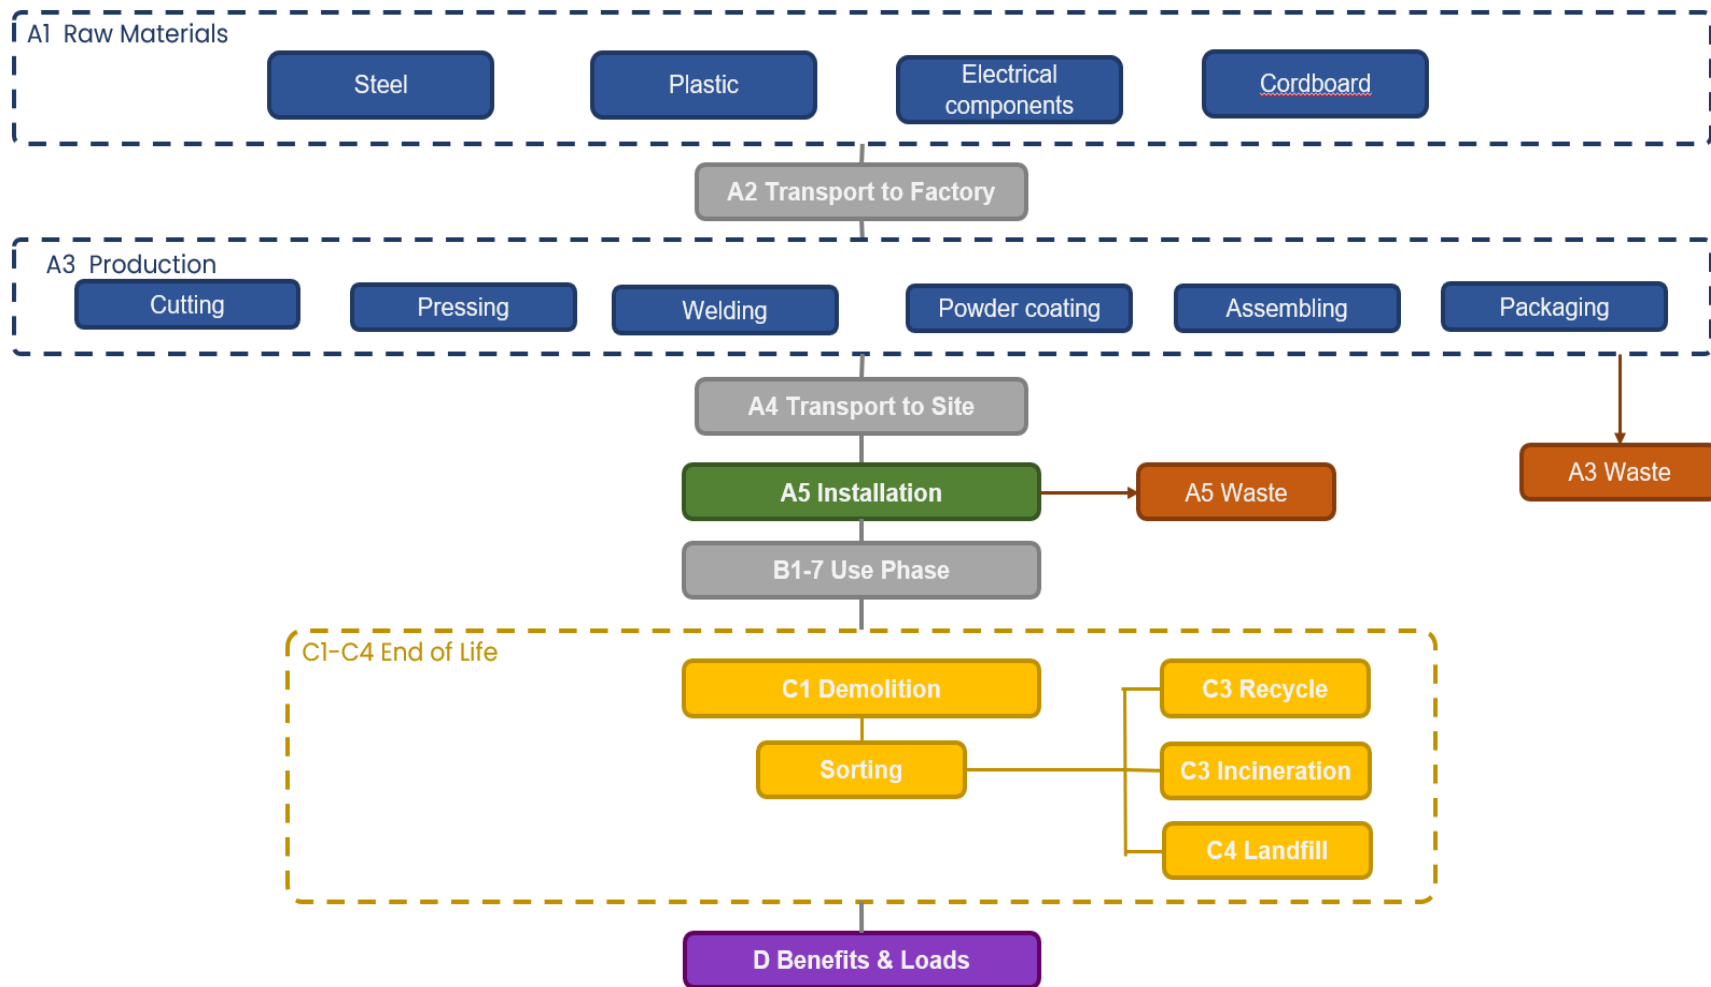 A1 Raw Materials
Steel
Plastic
Electrical
components
Cordboard
A2 Transport to Factory
A3 Production
Cutting
Pressing
Welding
Powder coating
Assembling
Packaging
A4 Transport to Site
A3 Waste
A5 Installation
A5 Waste
B1-7 Use Phase
C1-C4 End of Life
C1 Demolition
C3 Recycle
Sorting
C3 Incineration
C4 Landfill
D Benefits & Loads